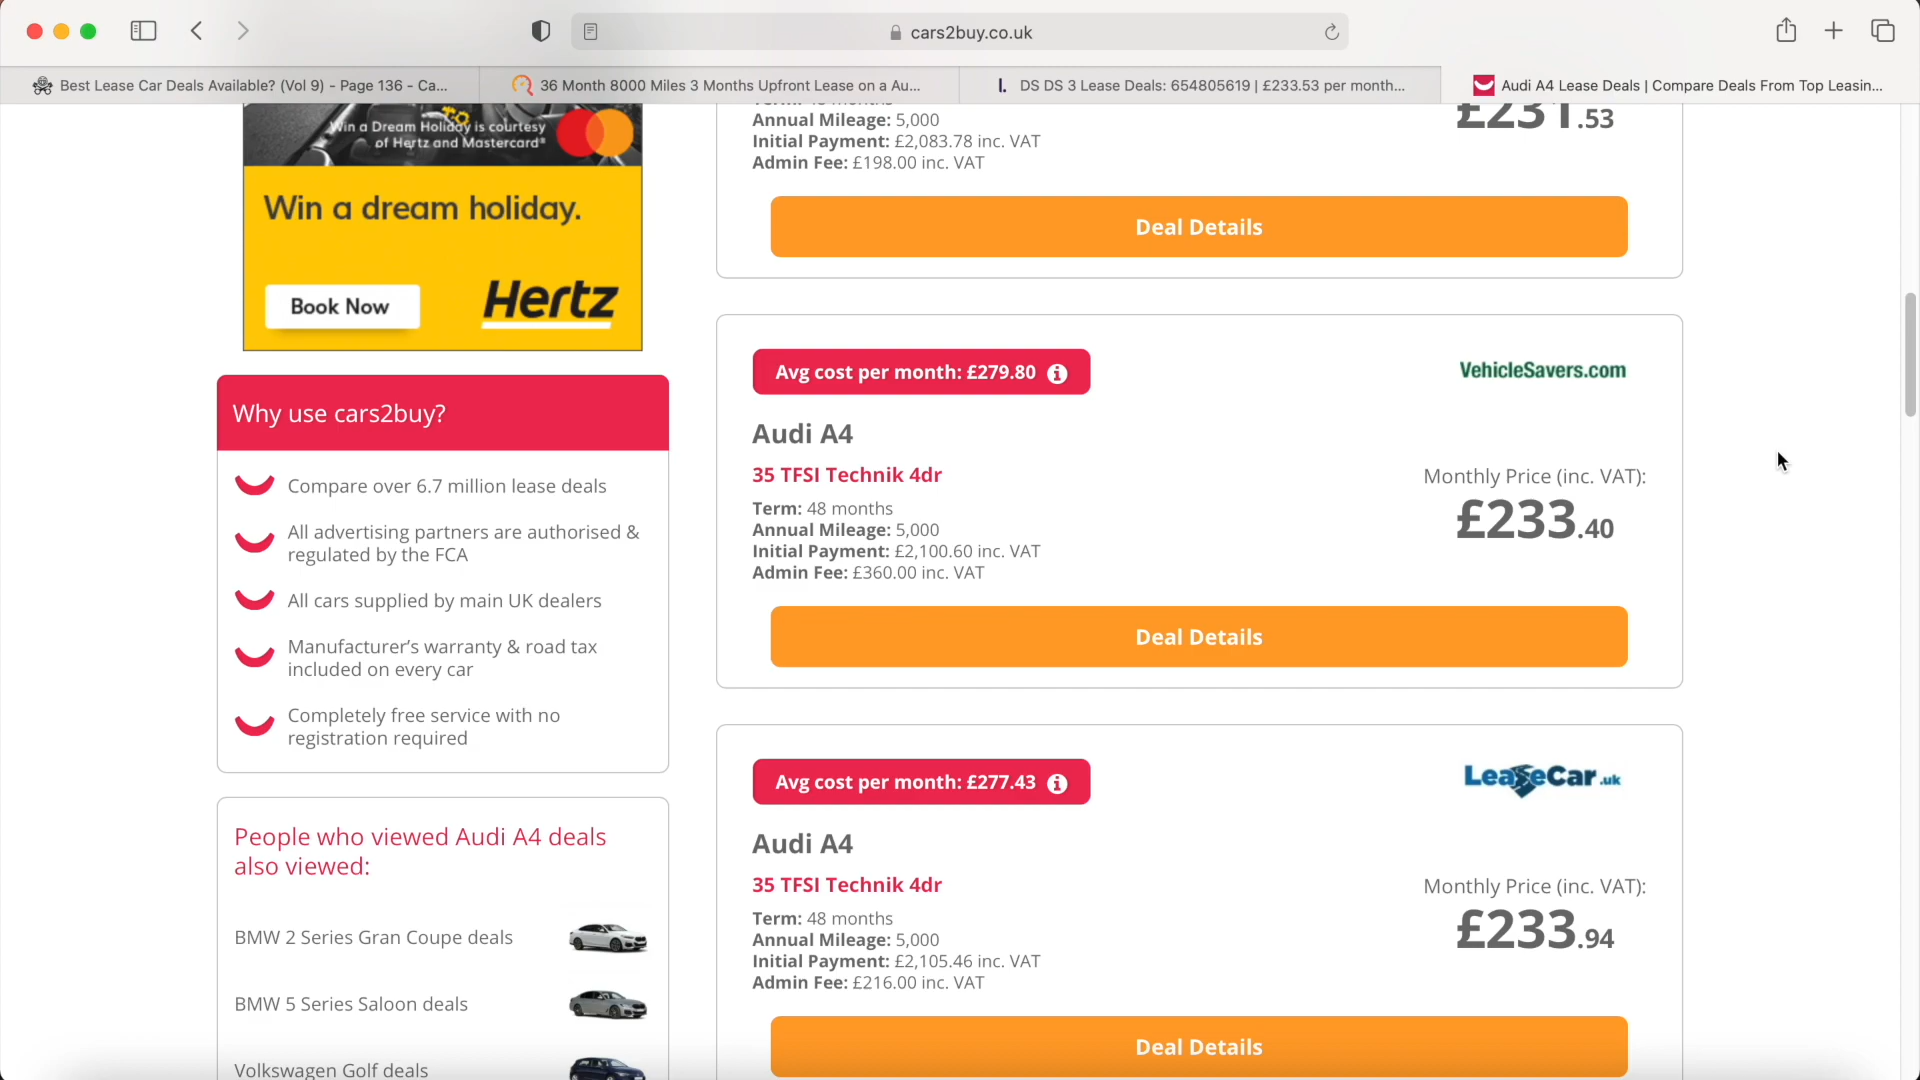 cars2buy.co.uk
Best Lease Car Deals Available? (Vol 9) - Page 136 - Ca...
36 Month 8000 Miles 3 Months Upfront Lease on a Au...
DS DS 3 Lease Deals: 654805619 | £233.53 per month...
Audi A4 Lease Deals | Compare Deals From Top Leasin...
Win a Dream Holiday is courtesy
of Hertz and Mastercard®
Win a dream holiday.
Book Now
Hertz
Why use cars2buy?
Compare over 6.7 million lease deals
All advertising partners are authorised &
regulated by the FCA
All cars supplied by main UK dealers
Manufacturer's warranty & road tax
included on every car
Completely free service with no
registration required
People who viewed Audi A4 deals
also viewed:
BMW 2 Series Gran Coupe deals
BMW 5 Series Saloon deals
Volkswagen Golf deals
Annual Mileage: 5,000
Initial Payment: £2,083.78 inc. VAT
Admin Fee: £198.00 inc. VAT
£231.53
Deal Details
Avg cost per month: £279.80
VehicleSavers.com
Audi A4
35 TFSI Technik 4dr
Term: 48 months
Annual Mileage: 5,000
Initial Payment: £2,100.60 inc. VAT
Admin Fee: £360.00 inc. VAT
Monthly Price (inc. VAT):
£233.40
Deal Details
Avg cost per month: £277.43
LeaseCar.uk
Audi A4
35 TFSI Technik 4dr
Term: 48 months
Annual Mileage: 5,000
Initial Payment: £2,105.46 inc. VAT
Admin Fee: £216.00 inc. VAT
Monthly Price (inc. VAT):
£233.94
Deal Details